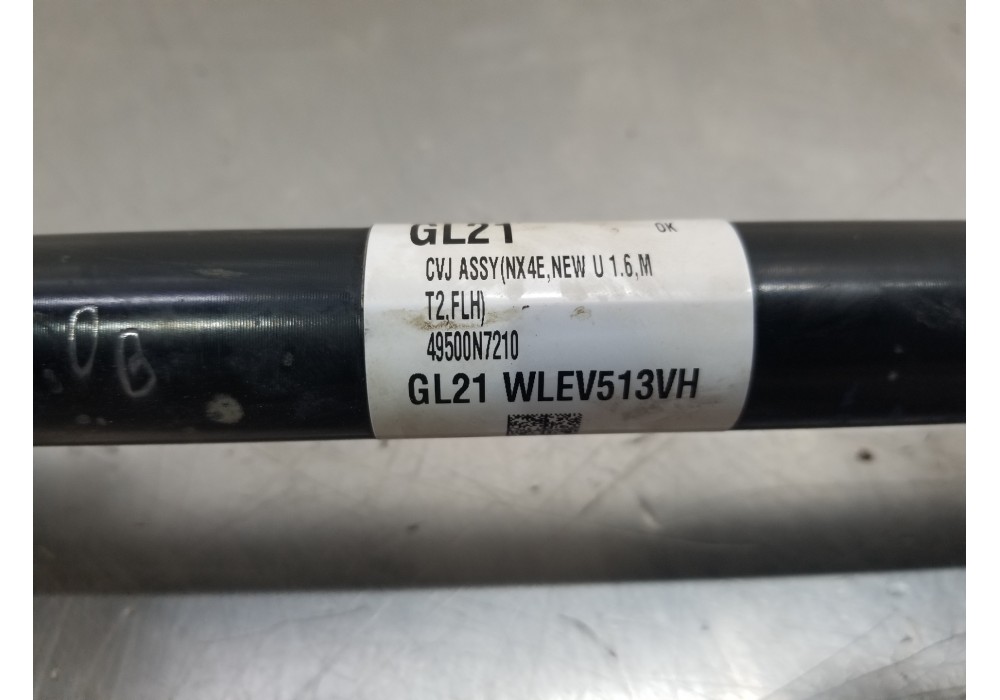 GL21 OK
CVJ ASSY(NX4E,NEW U 1.6,M
T2,FLH)
49500N7210
GL21 WLEV513VH